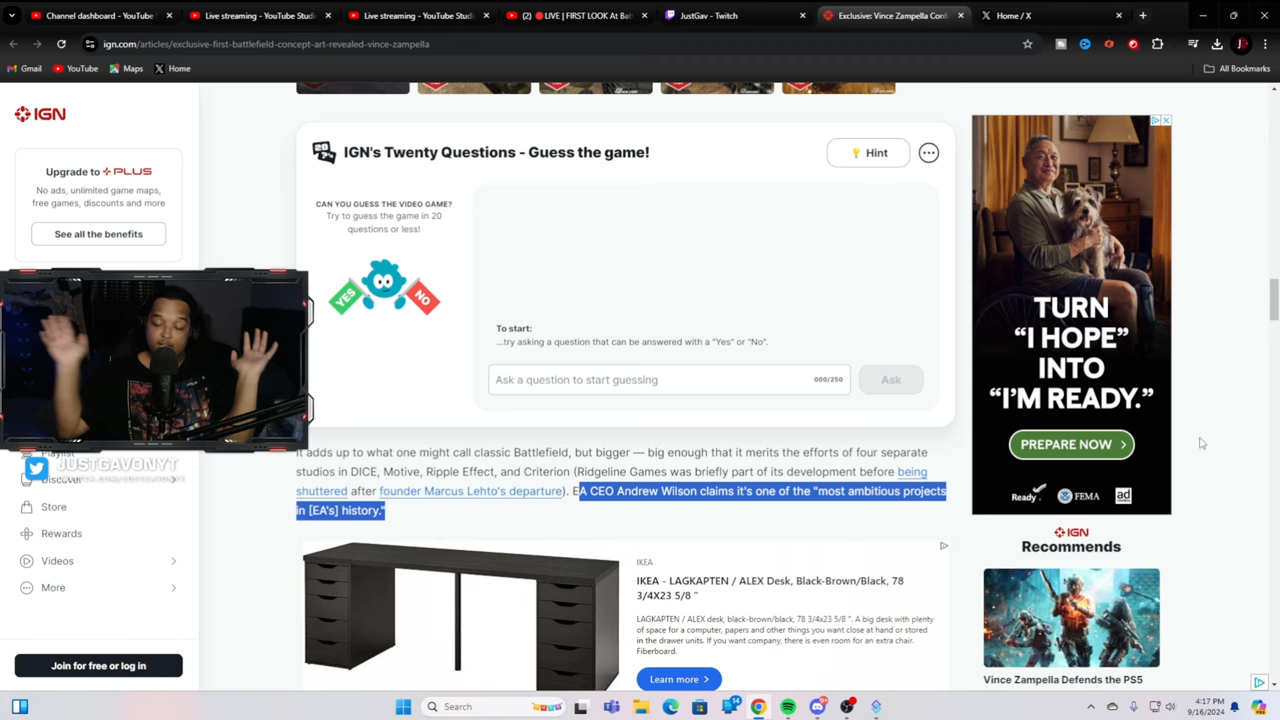 Channel dashboard - YouTube
Live streaming - YouTube Studi
Live streaming - YouTube Studi
(2) 🔴LIVE | FIRST LOOK At Bat
JustGav - Twitch
Exclusive: Vince Zampella Conf
Home / X
ign.com/articles/exclusive-first-battlefield-concept-art-revealed-vince-zampella
Gmail
YouTube
Maps
Home
All Bookmarks
IGN
Upgrade to PLUS
No ads, unlimited game maps,
free games, discounts and more
See all the benefits
IGN's Twenty Questions - Guess the game!
Hint
CAN YOU GUESS THE VIDEO GAME?
Try to guess the game in 20
questions or less!
YES
NO
To start:
...try asking a question that can be answered with a "Yes" or "No".
Ask a question to start guessing
000/250
Ask
It adds up to what one might call classic Battlefield, but bigger — big enough that it merits the efforts of four separate
studios in DICE, Motive, Ripple Effect, and Criterion (Ridgeline Games was briefly part of its development before being
shuttered after founder Marcus Lehto's departure). EA CEO Andrew Wilson claims it's one of the "most ambitious projects
in [EA's] history."
Playlist
JUSTGAVONYT
Discover
Store
Rewards
Videos
More
Join for free or log in
IKEA
IKEA - LAGKAPTEN / ALEX Desk, Black-Brown/Black, 78
3/4X23 5/8 "
LAGKAPTEN / ALEX desk, black-brown/black, 78 3/4x23 5/8 ". A big desk with plenty
of space for a computer, papers and other things you want close at hand or stored
in the drawer units. If you want company, there is even room for an extra chair.
Fiberboard.
Learn more
TURN
"I HOPE"
INTO
"I'M READY."
PREPARE NOW
Ready
FEMA
ad
IGN
Recommends
Vince Zampella Defends the PS5
Search
4:17 PM
9/16/2024